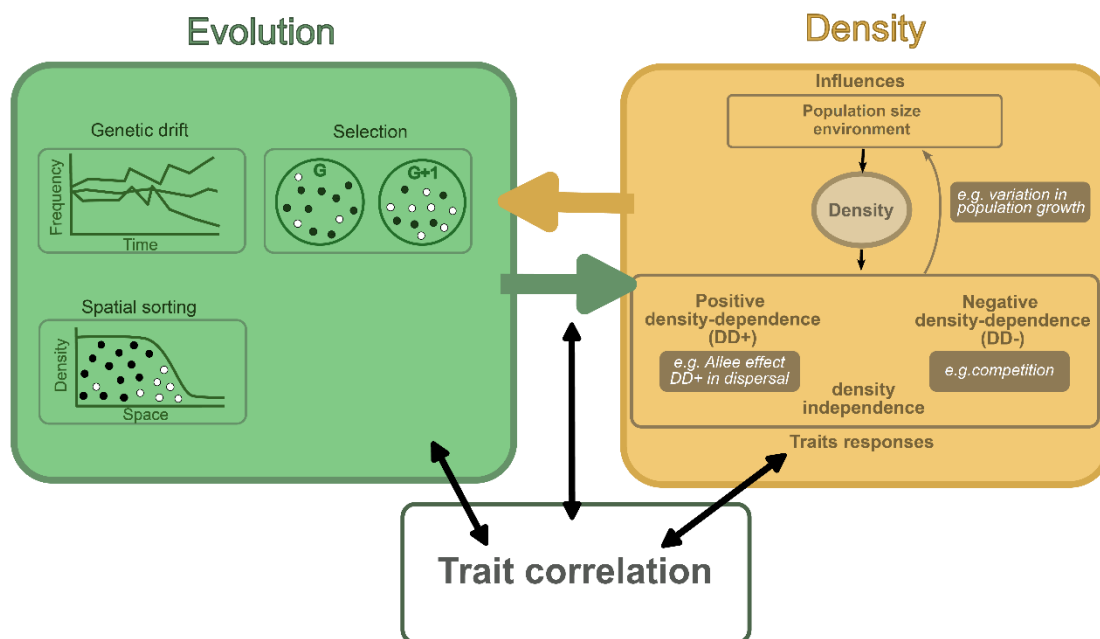 Evolution
Genetic drift
Frequency
Time
Selection
G
G+1
Spatial sorting
Density
Space
Density
Influences
Population size
environment
Density
e.g. variation in
population growth
Positive
density-dependence
(DD+)
e.g. Allee effect
DD+ in dispersal
Negative
density-dependence
(DD-)
e.g.competition
density
independence
Traits responses
Trait correlation